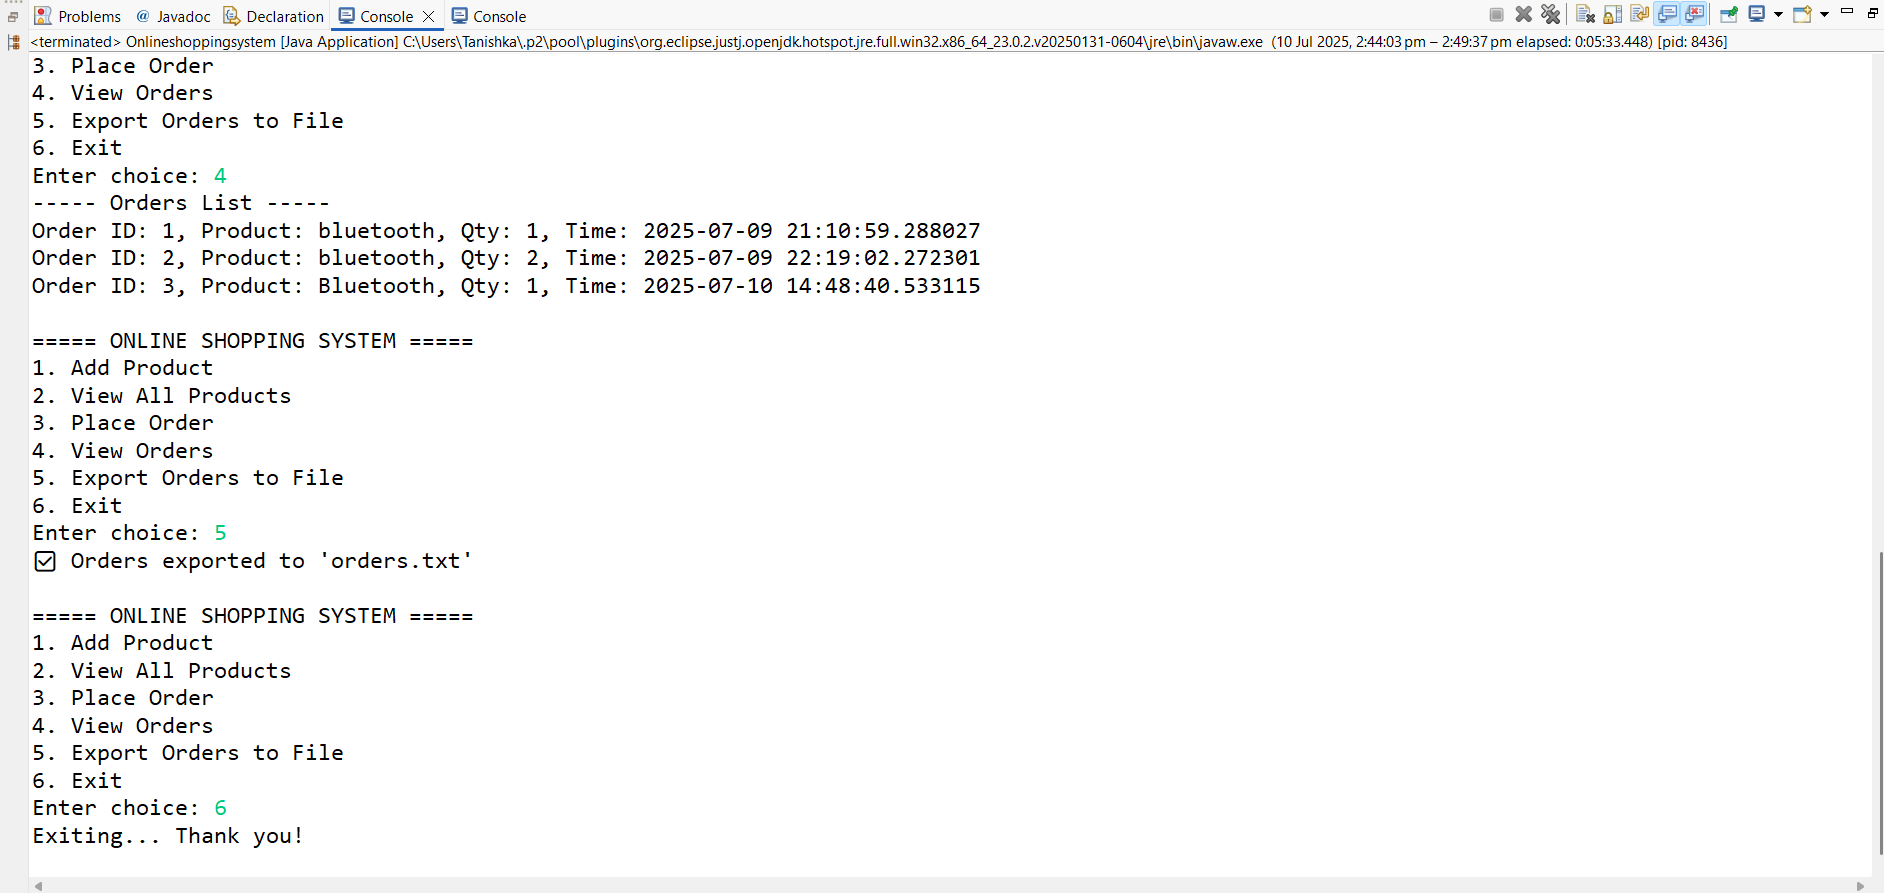 Problems @ Javadoc Declaration Console Console
<terminated> Onlineshoppingsystem [Java Application] C:\Users\Tanishka\.p2\pool\plugins\org.eclipse.justj.openjdk.hotspot.jre.full.win32.x86_64_23.0.2.v20250131-0604\jre\bin\javaw.exe (10 Jul 2025, 2:44:03 pm – 2:49:37 pm elapsed: 0:05:33.448) [pid: 8436]
3. Place Order
4. View Orders
5. Export Orders to File
6. Exit
Enter choice: 4
----- Orders List -----
Order ID: 1, Product: bluetooth, Qty: 1, Time: 2025-07-09 21:10:59.288027
Order ID: 2, Product: bluetooth, Qty: 2, Time: 2025-07-09 22:19:02.272301
Order ID: 3, Product: Bluetooth, Qty: 1, Time: 2025-07-10 14:48:40.533115
===== ONLINE SHOPPING SYSTEM =====
1. Add Product
2. View All Products
3. Place Order
4. View Orders
5. Export Orders to File
6. Exit
Enter choice: 5
☑ Orders exported to 'orders.txt'
===== ONLINE SHOPPING SYSTEM =====
1. Add Product
2. View All Products
3. Place Order
4. View Orders
5. Export Orders to File
6. Exit
Enter choice: 6
Exiting... Thank you!